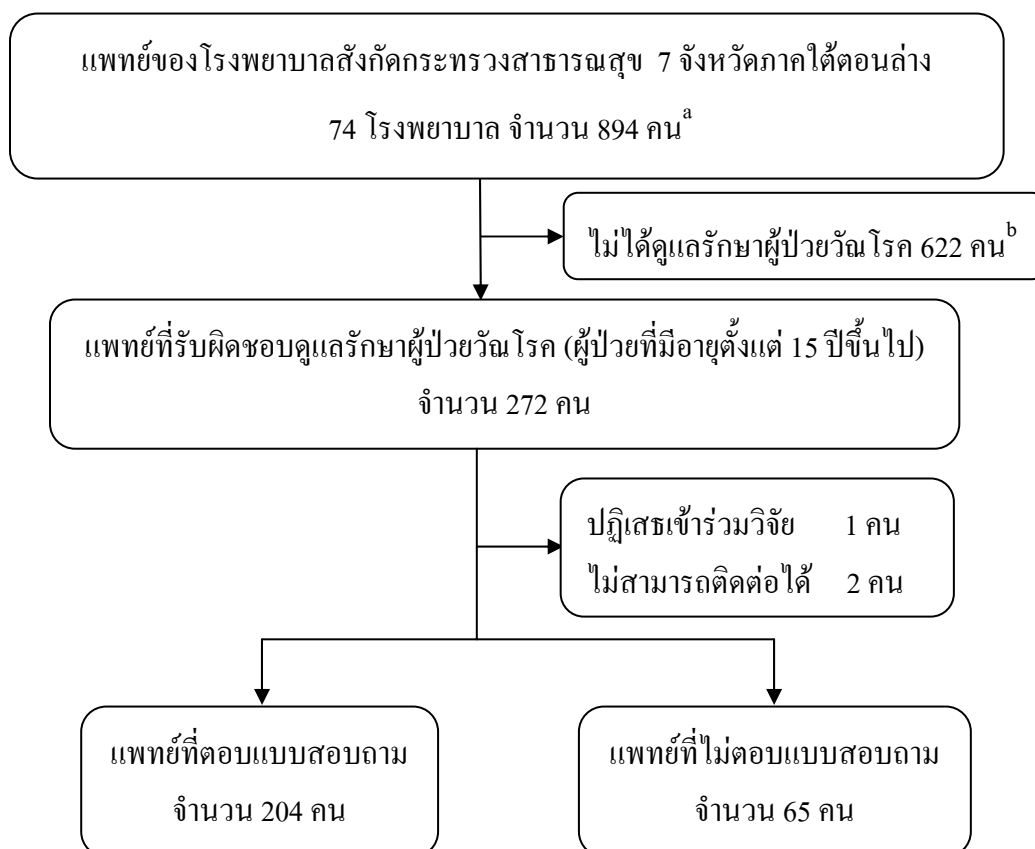 แพทย์ของโรงพยาบาลสังกัดกระทรวงสาธารณสุข 7 จังหวัดภาคใต้ตอนล่าง
74 โรงพยาบาล จำนวน 894 คนᵃ
ไม่ได้ดูแลรักษาผู้ป่วยวัณโรค 622 คนᵇ
แพทย์ที่รับผิดชอบดูแลรักษาผู้ป่วยวัณโรค (ผู้ป่วยที่มีอายุตั้งแต่ 15 ปีขึ้นไป)
จำนวน 272 คน
ปฏิเสธเข้าร่วมวิจัย 1 คน
ไม่สามารถติดต่อได้ 2 คน
แพทย์ที่ตอบแบบสอบถาม
จำนวน 204 คน
แพทย์ที่ไม่ตอบแบบสอบถาม
จำนวน 65 คน